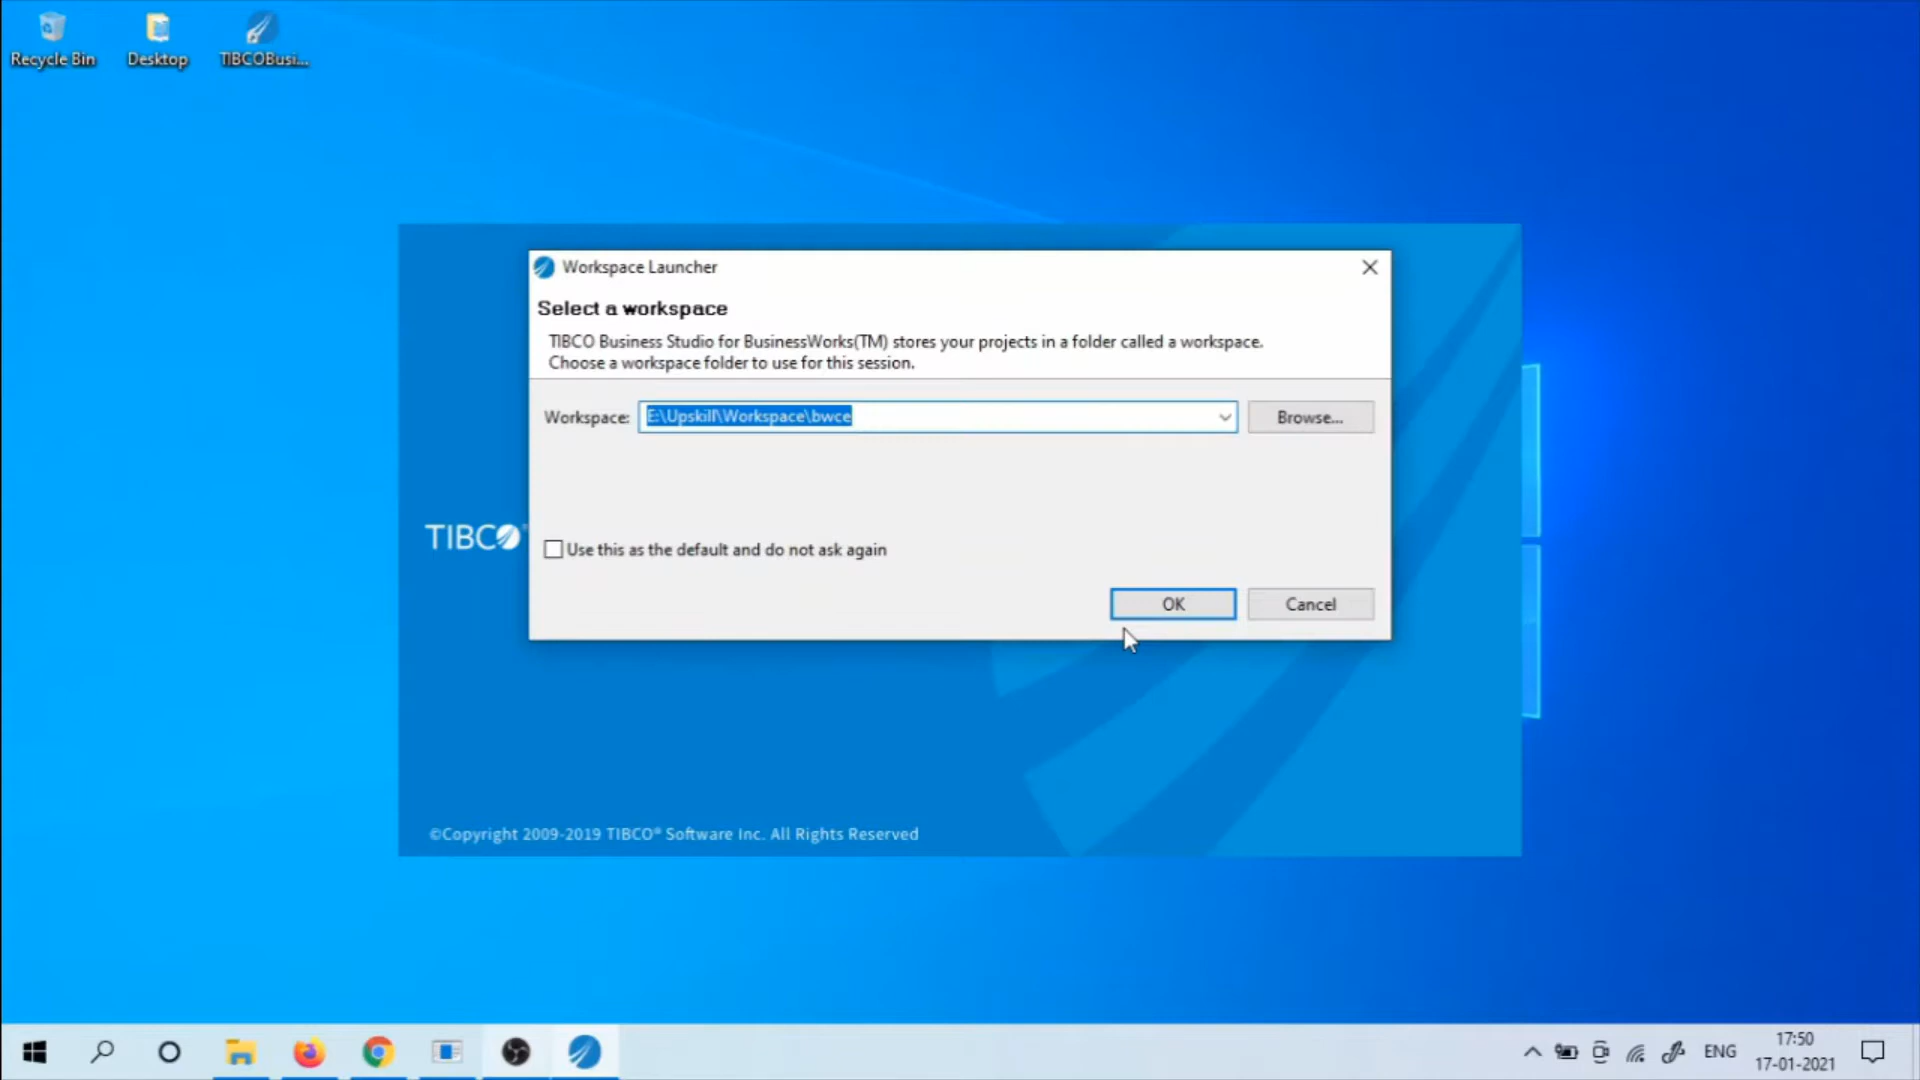 Recycle Bin
Desktop
TIBCOBusi...
Workspace Launcher
Select a workspace
TIBCO Business Studio for BusinessWorks(TM) stores your projects in a folder called a workspace.
Choose a workspace folder to use for this session.
Workspace: E:\Upskill\Workspace\bwce Browse...
Use this as the default and do not ask again
OK Cancel
TIBCO
©Copyright 2009-2019 TIBCO® Software Inc. All Rights Reserved
ENG
17:50
17-01-2021